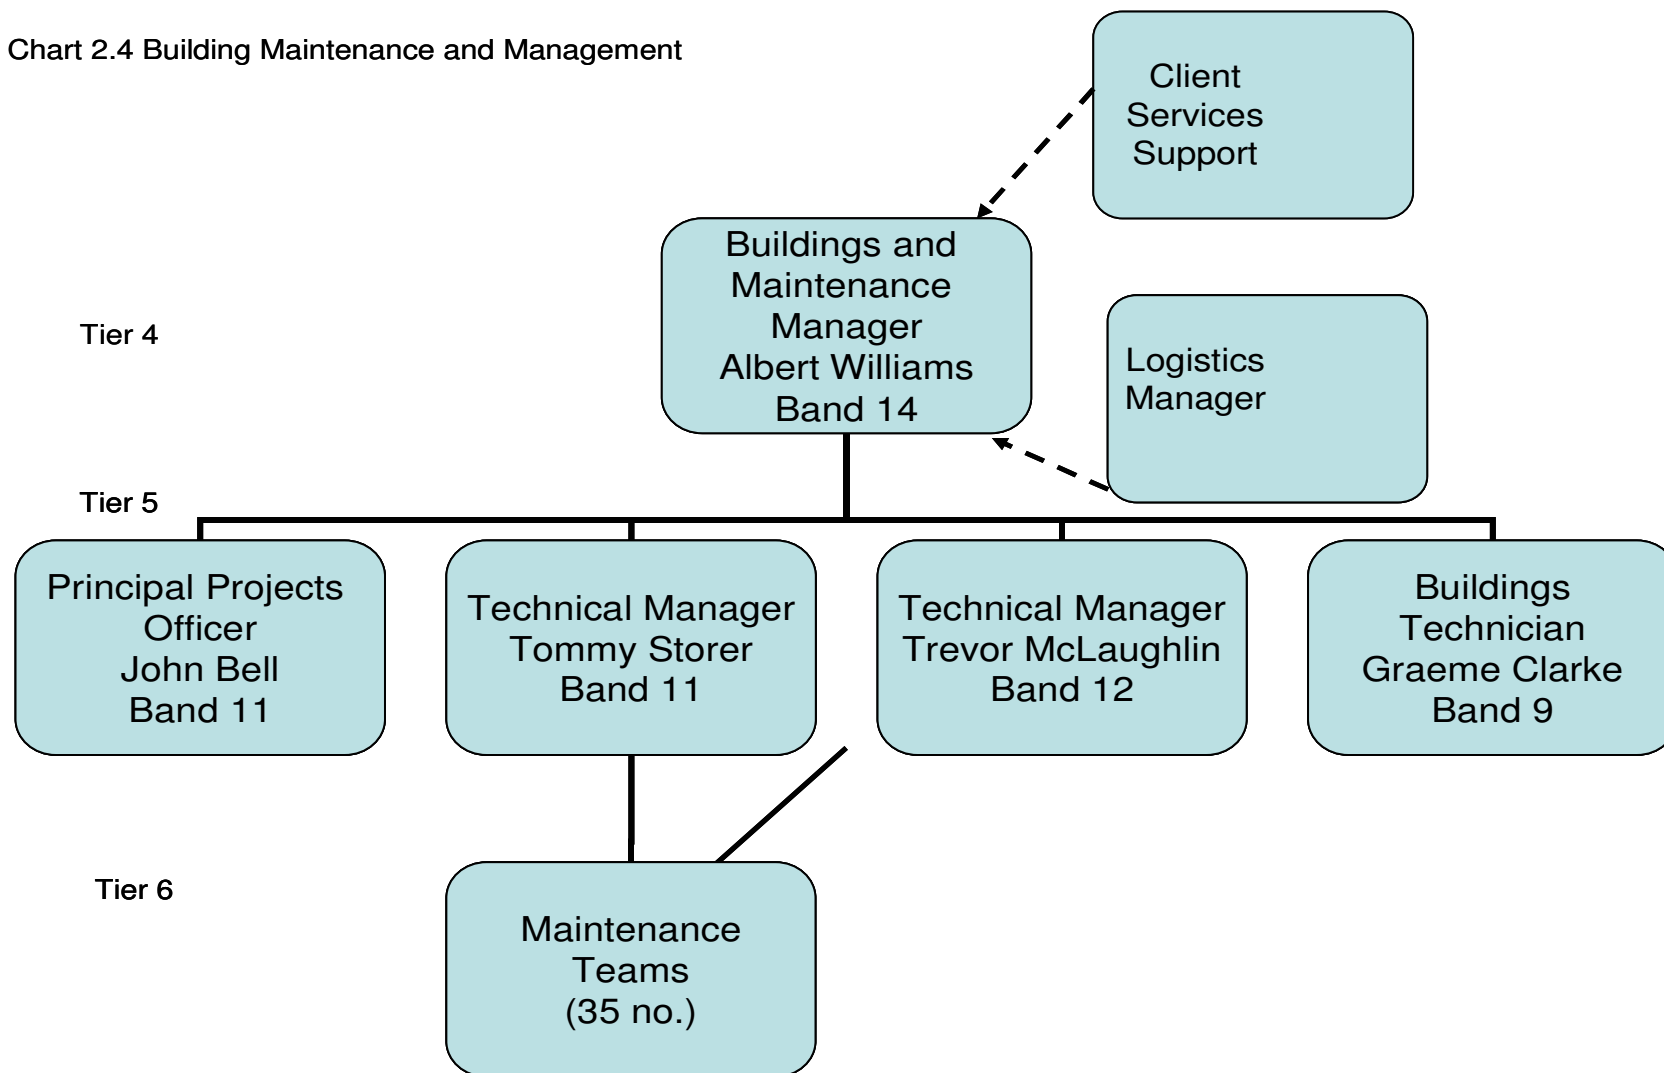 Chart 2.4 Building Maintenance and Management
Client
Services
Support
Buildings and
Maintenance
Manager
Albert Williams
Band 14
Tier 4
Logistics
Manager
Tier 5
Principal Projects
Officer
John Bell
Band 11
Technical Manager
Tommy Storer
Band 11
Technical Manager
Trevor McLaughlin
Band 12
Buildings
Technician
Graeme Clarke
Band 9
Tier 6
Maintenance
Teams
(35 no.)